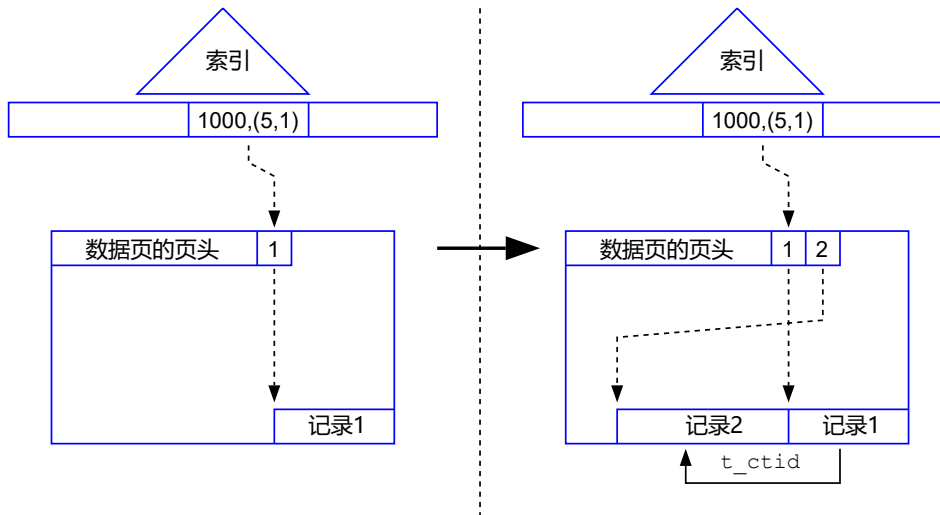 索引
1000,(5,1)
数据页的页头 1
记录1
索引
1000,(5,1)
数据页的页头 1 2
记录2 记录1
t_ctid